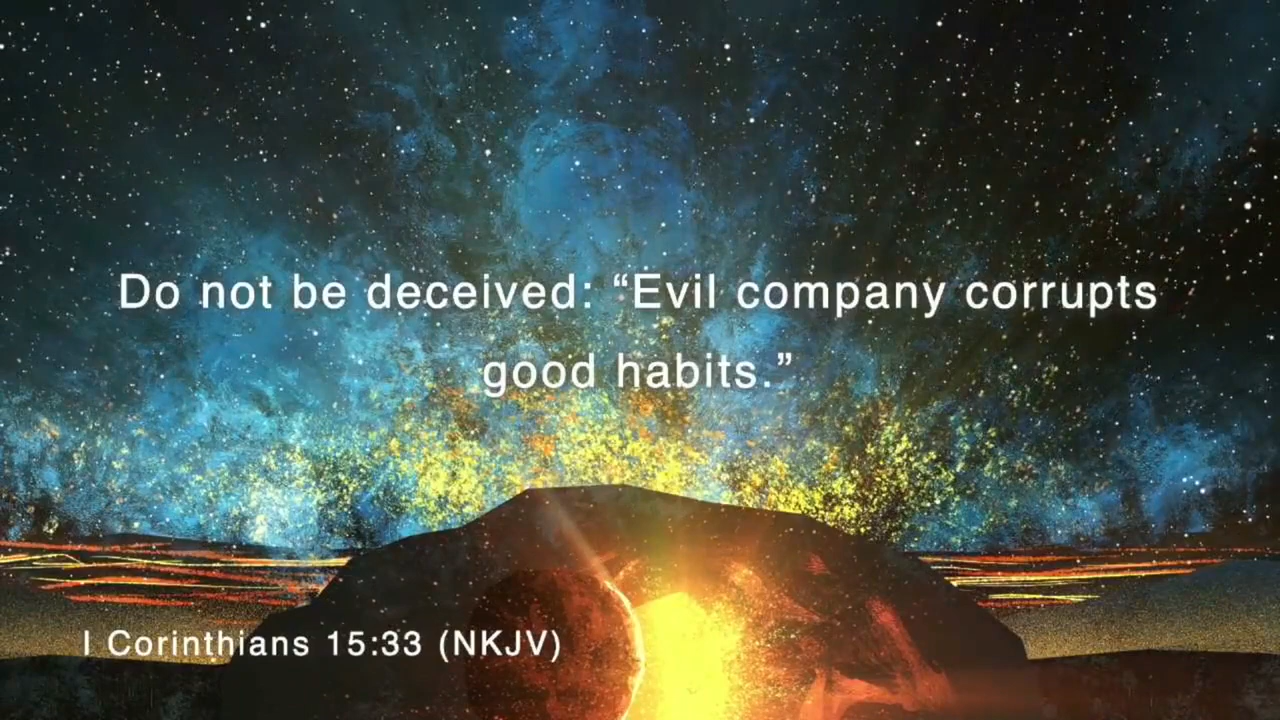 Do not be deceived: “Evil company corrupts
good habits.”
I Corinthians 15:33 (NKJV)